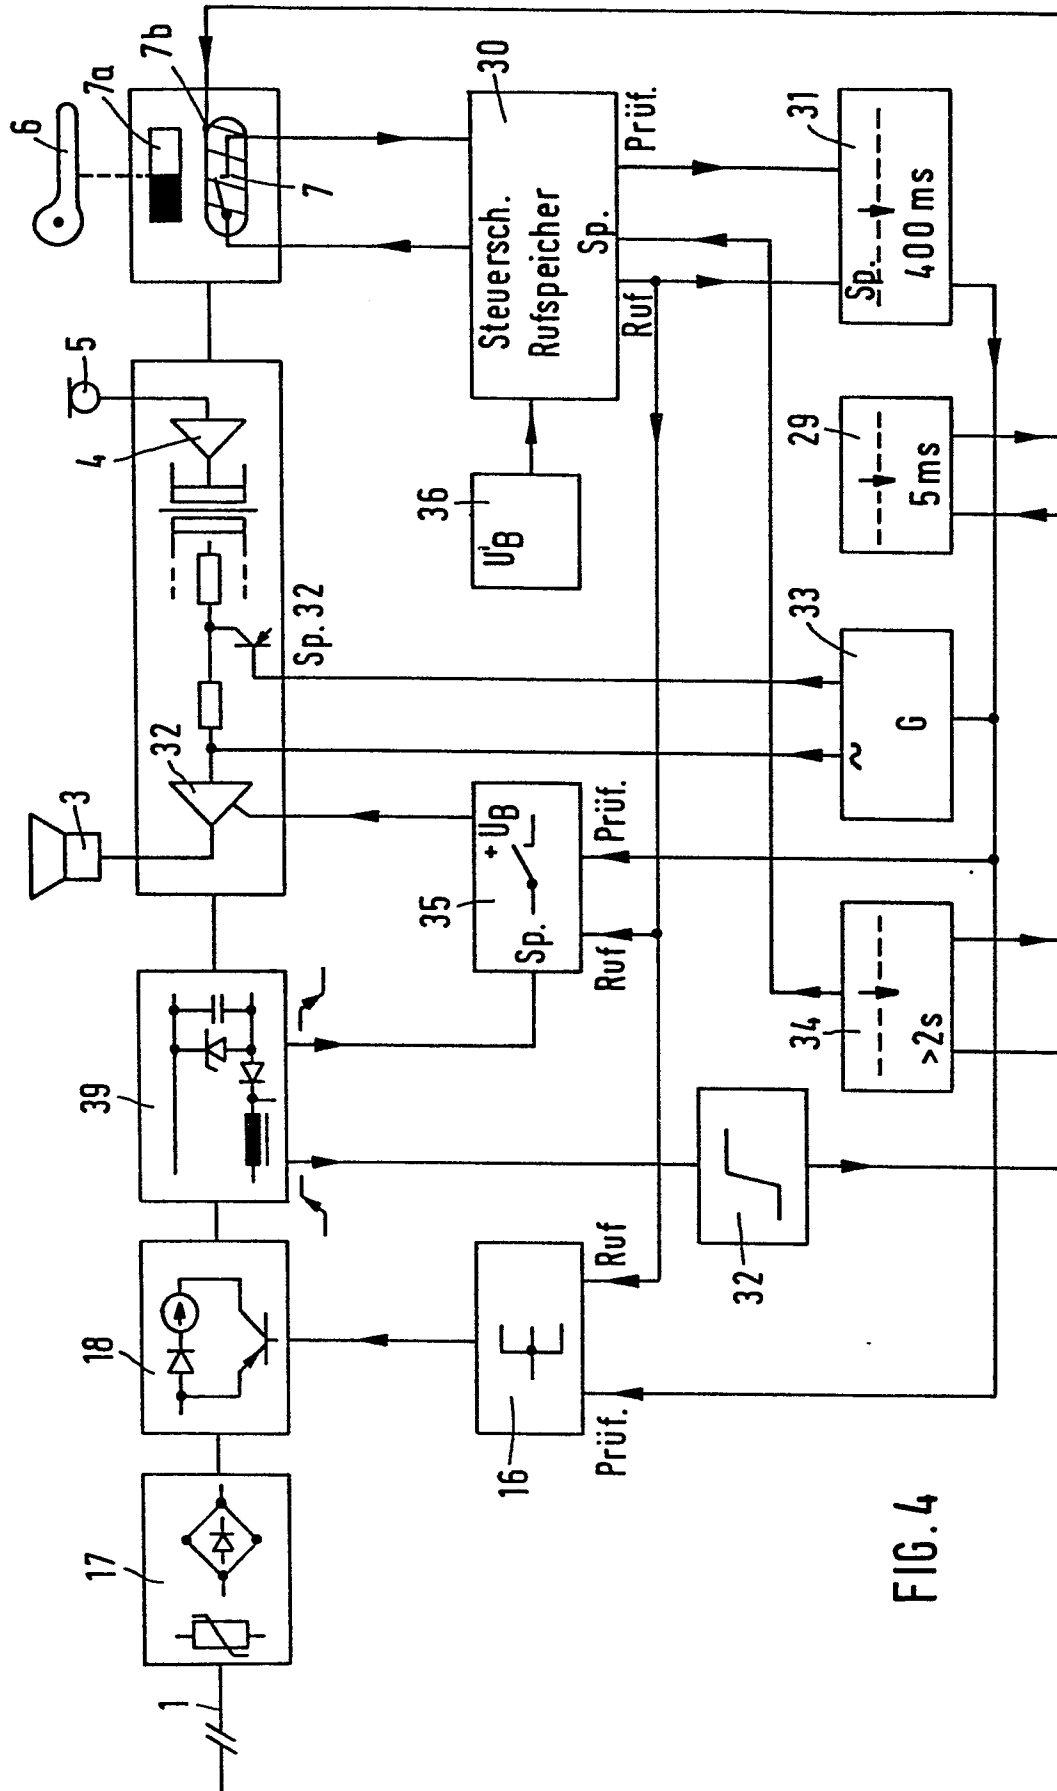 1
17
18
39
3
32
4
5
6
7a
7b
7
Sp. 32
16
Prüf.
Ruf
35
Sp.
+ UB
Ruf
Prüf.
36
U'B
30
Steuersch.
Rufspeicher
Sp.
Ruf
Prüf.
32
34
>2s
33
~
G
29
5 ms
31
Sp.
400 ms
FIG. 4